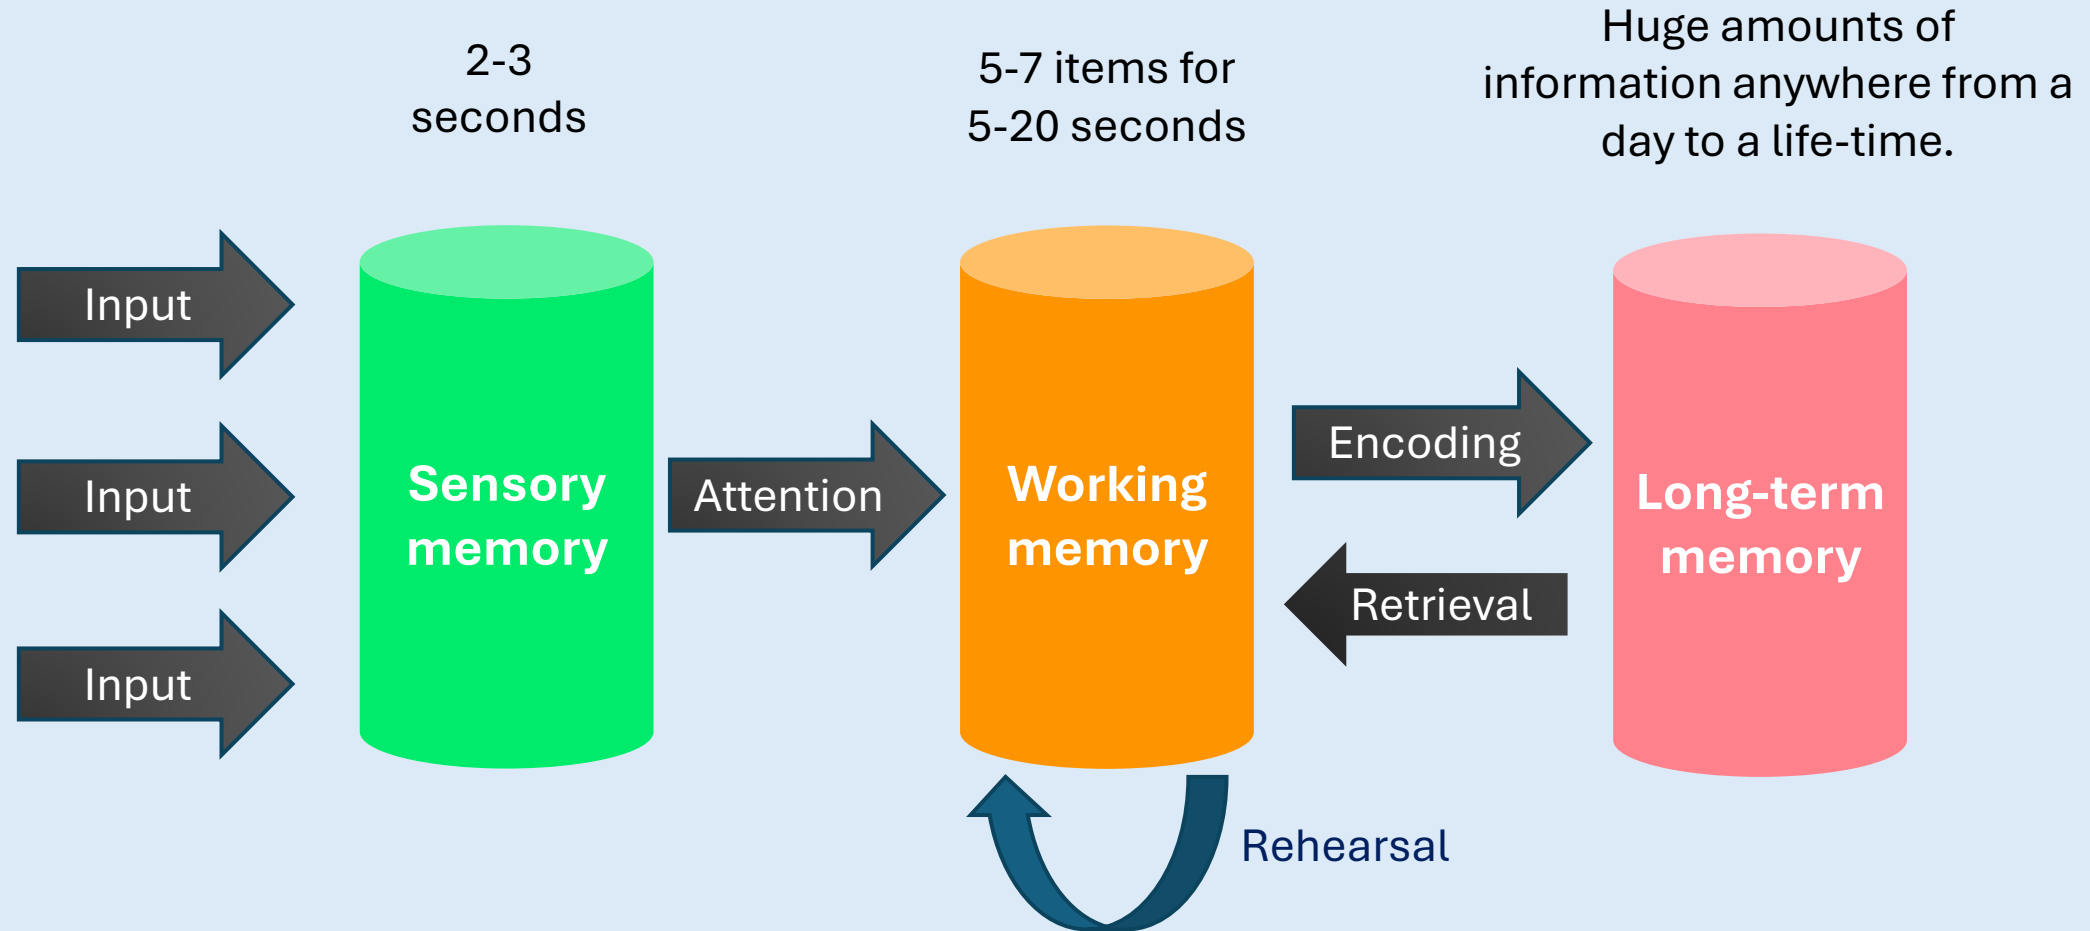 2-3
seconds
5-7 items for
5-20 seconds
Huge amounts of
information anywhere from a
day to a life-time.
Input
Input
Input
Sensory
memory
Attention
Working
memory
Encoding
Retrieval
Long-term
memory
Rehearsal